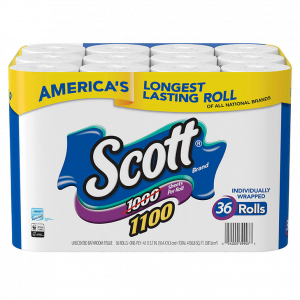 AMERICA'S LONGEST
LASTING ROLL
OF ALL NATIONAL BRANDS
Scott®
Brand
1000 Sheets
Per Roll
1100
INDIVIDUALLY
WRAPPED
36 Rolls
UNSCENTED BATHROOM TISSUE